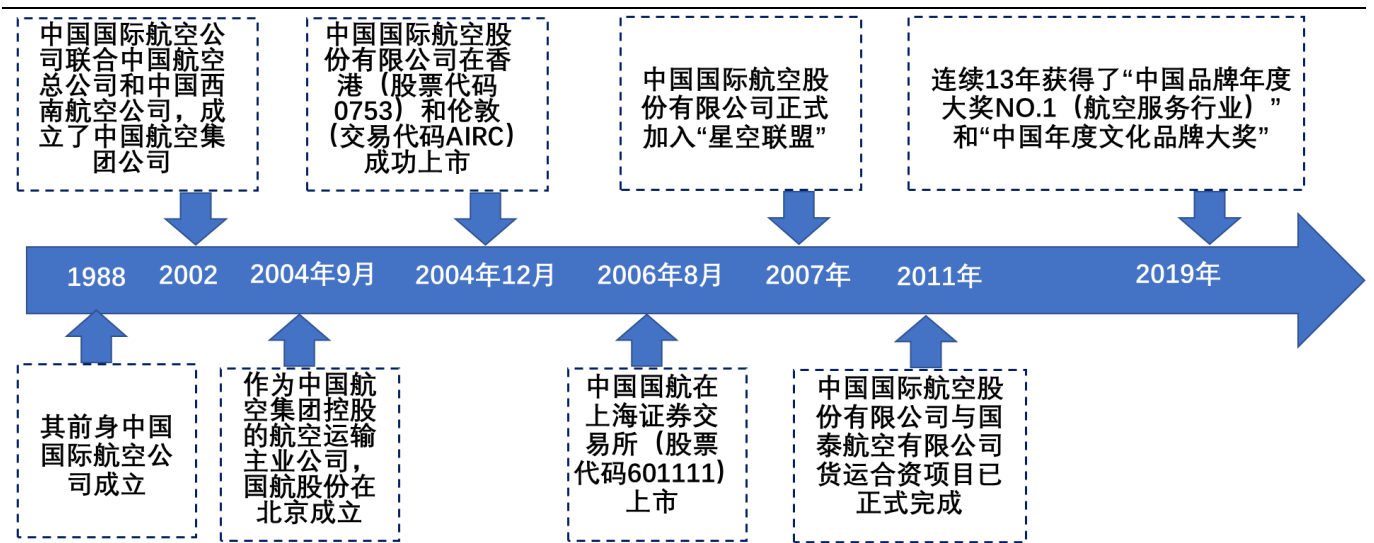 中国国际航空公
司联合中国航空
总公司和中国西
南航空公司，成
立了中国航空集
团公司
中国国际航空股
份有限公司在香
港（股票代码
0753）和伦敦
（交易代码AIRC）
成功上市
中国国际航空股
份有限公司正式
加入“星空联盟”
连续13年获得了“中国品牌年度
大奖NO.1（航空服务行业）”
和“中国年度文化品牌大奖”
1988
2002
2004年9月
2004年12月
2006年8月
2007年
2011年
2019年
其前身中国
国际航空公
司成立
作为中国航
空集团控股
的航空运输
主业公司，
国航股份在
北京成立
中国国航在
上海证券交
易所（股票
代码601111）
上市
中国国际航空股
份有限公司与国
泰航空有限公司
货运合资项目已
正式完成